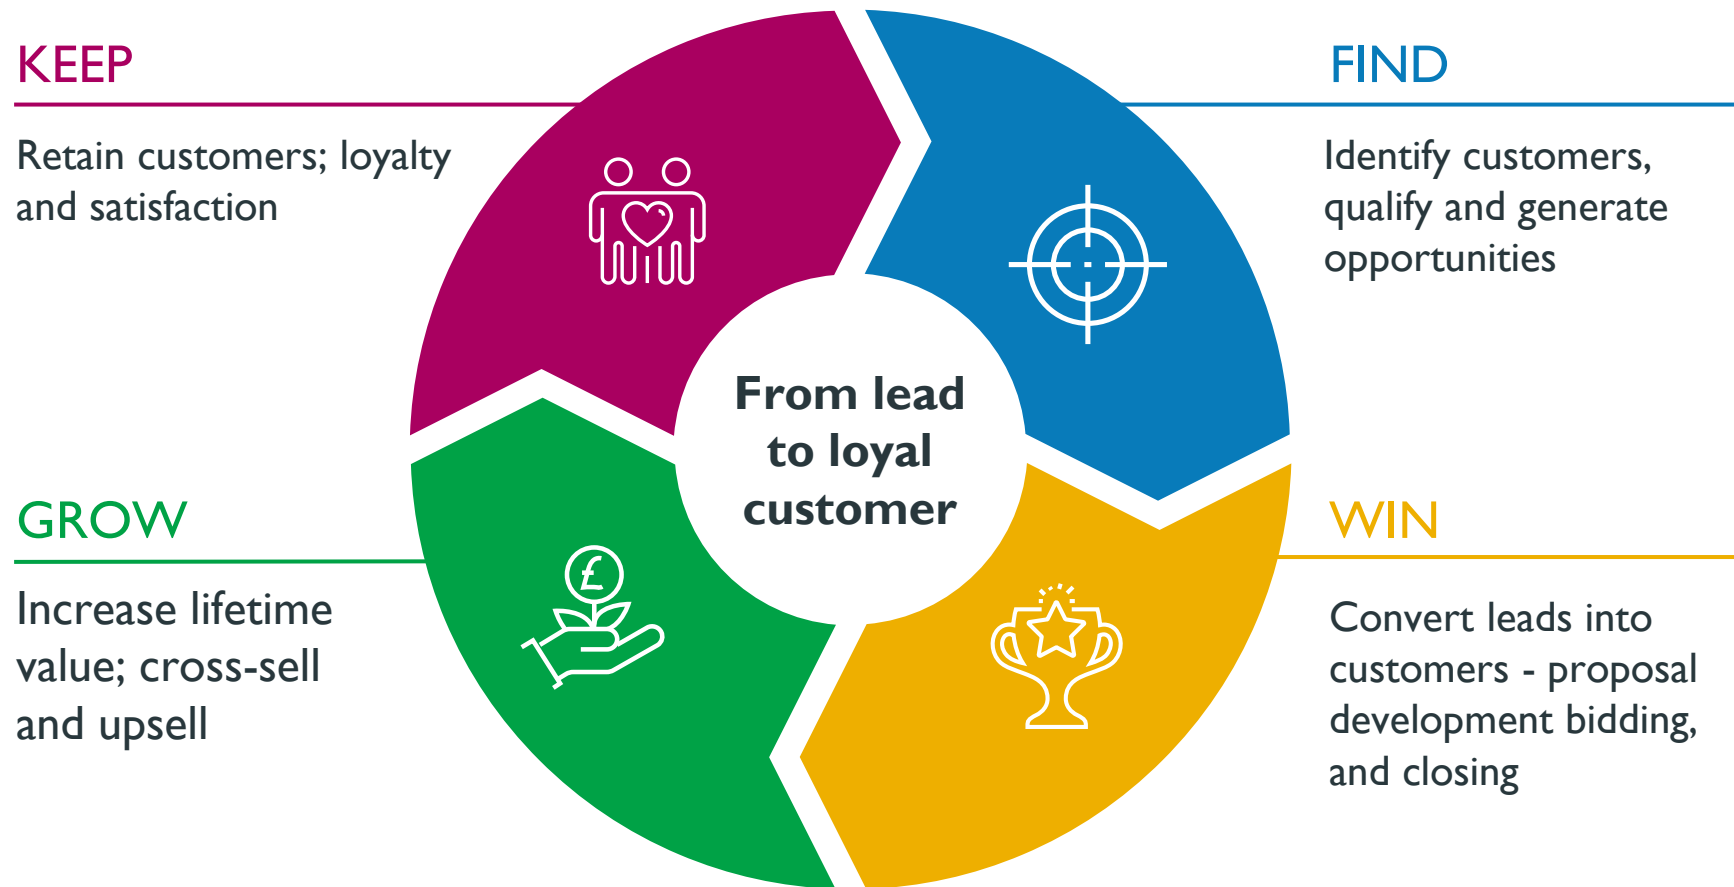 KEEP
Retain customers; loyalty
and satisfaction
FIND
Identify customers,
qualify and generate
opportunities
From lead
to loyal
customer
GROW
Increase lifetime
value; cross-sell
and upsell
£
WIN
Convert leads into
customers - proposal
development bidding,
and closing